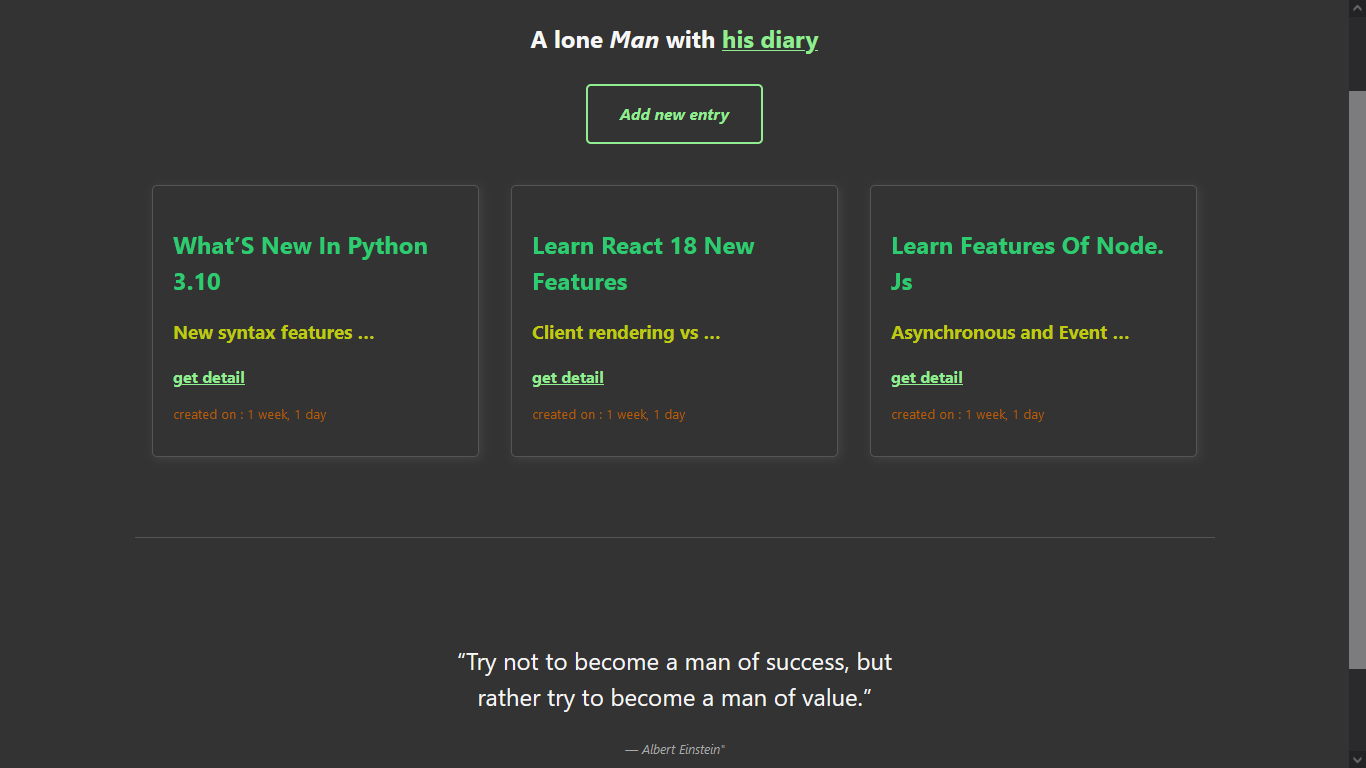 A lone Man with his diary
Add new entry
What’S New In Python
3.10
New syntax features …
get detail
created on : 1 week, 1 day
Learn React 18 New
Features
Client rendering vs …
get detail
created on : 1 week, 1 day
Learn Features Of Node.
Js
Asynchronous and Event …
get detail
created on : 1 week, 1 day
“Try not to become a man of success, but
rather try to become a man of value.”
— Albert Einstein"